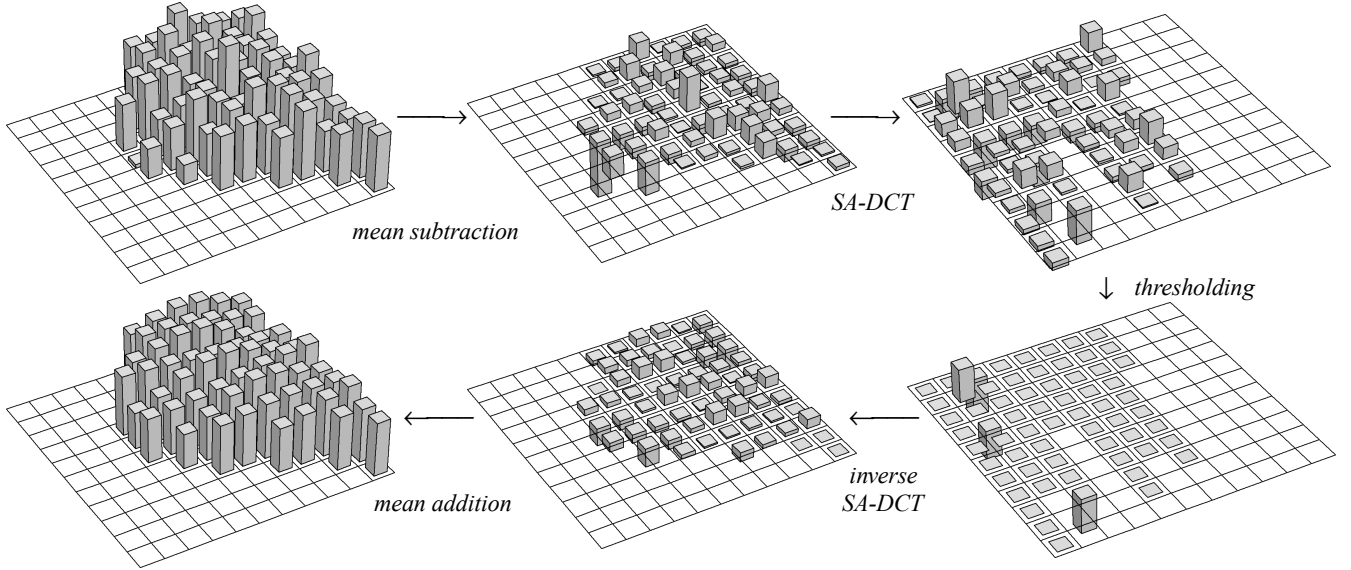 mean subtraction
SA-DCT
thresholding
inverse
SA-DCT
mean addition